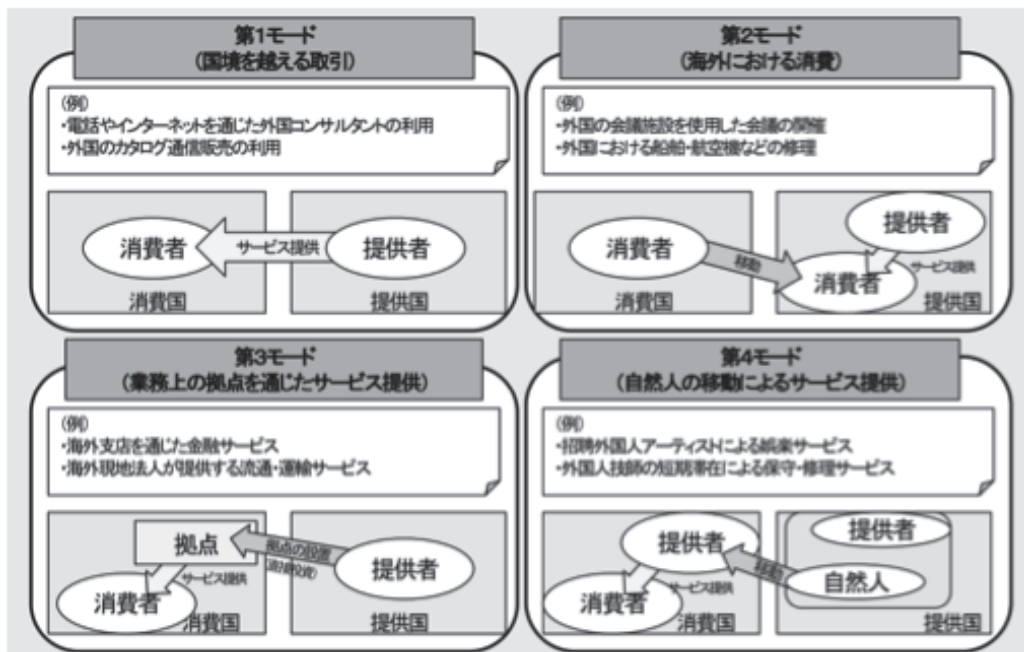 第1モード
(国境を越える取引)
(例)
・電話やインターネットを通じた外国コンサルタントの利用
・外国のカタログ通信販売の利用
消費者
サービス提供
提供者
消費国
提供国
第2モード
(海外における消費)
(例)
・外国の会議施設を使用した会議の開催
・外国における船舶・航空機などの修理
消費者
移動
消費者
提供者
サービス提供
消費国
提供国
第3モード
(業務上の拠点を通じたサービス提供)
(例)
・海外支店を通じた金融サービス
・海外現地法人が提供する流通・運輸サービス
拠点
拠点の設置
(直接投資)
提供者
サービス提供
消費者
消費国
提供国
第4モード
(自然人の移動によるサービス提供)
(例)
・招聘外国人アーティストによる娯楽サービス
・外国人技師の短期滞在による保守・修理サービス
提供者
提供者
移動
自然人
サービス提供
消費者
消費国
提供国